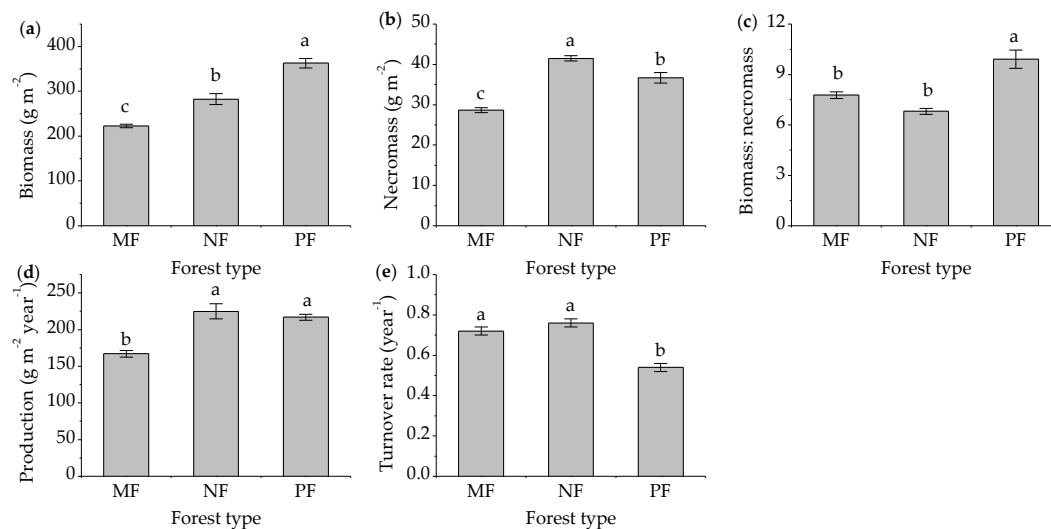 (a)
Biomass (g m⁻²)
400
300
200
100
0
c
b
a
MF NF PF
Forest type
(b)
Necromass (g m⁻²)
50
40
30
20
10
0
c
a
b
MF NF PF
Forest type
(c)
Biomass: necromass
12
9
6
3
0
b
b
a
MF NF PF
Forest type
(d)
Production (g m⁻² year⁻¹)
250
200
150
100
50
0
b
a
a
MF NF PF
Forest type
(e)
Turnover rate (year⁻¹)
1.0
0.8
0.6
0.4
0.2
0.0
a
a
b
MF NF PF
Forest type